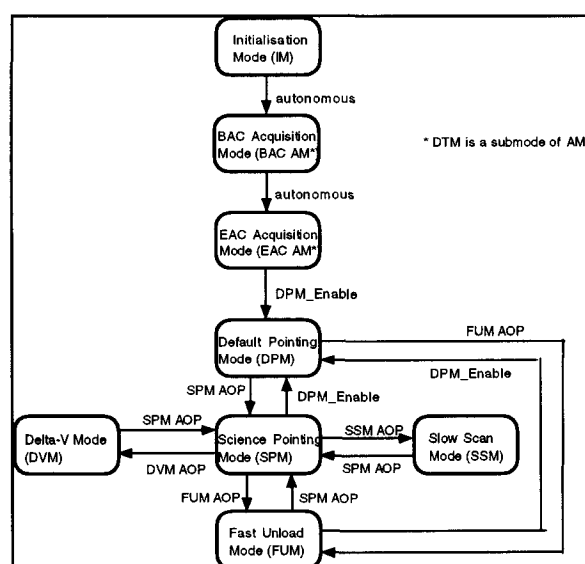 Initialisation
Mode (IM)
autonomous
BAC Acquisition
Mode (BAC AM*)
* DTM is a submode of AM
autonomous
EAC Acquisition
Mode (EAC AM*)
DPM_Enable
Default Pointing
Mode (DPM)
FUM AOP
DPM_Enable
SPM AOP
DPM_Enable
Delta-V Mode
(DVM)
SPM AOP
DVM AOP
Science Pointing
Mode (SPM)
SSM AOP
SPM AOP
Slow Scan
Mode (SSM)
FUM AOP
SPM AOP
Fast Unload
Mode (FUM)